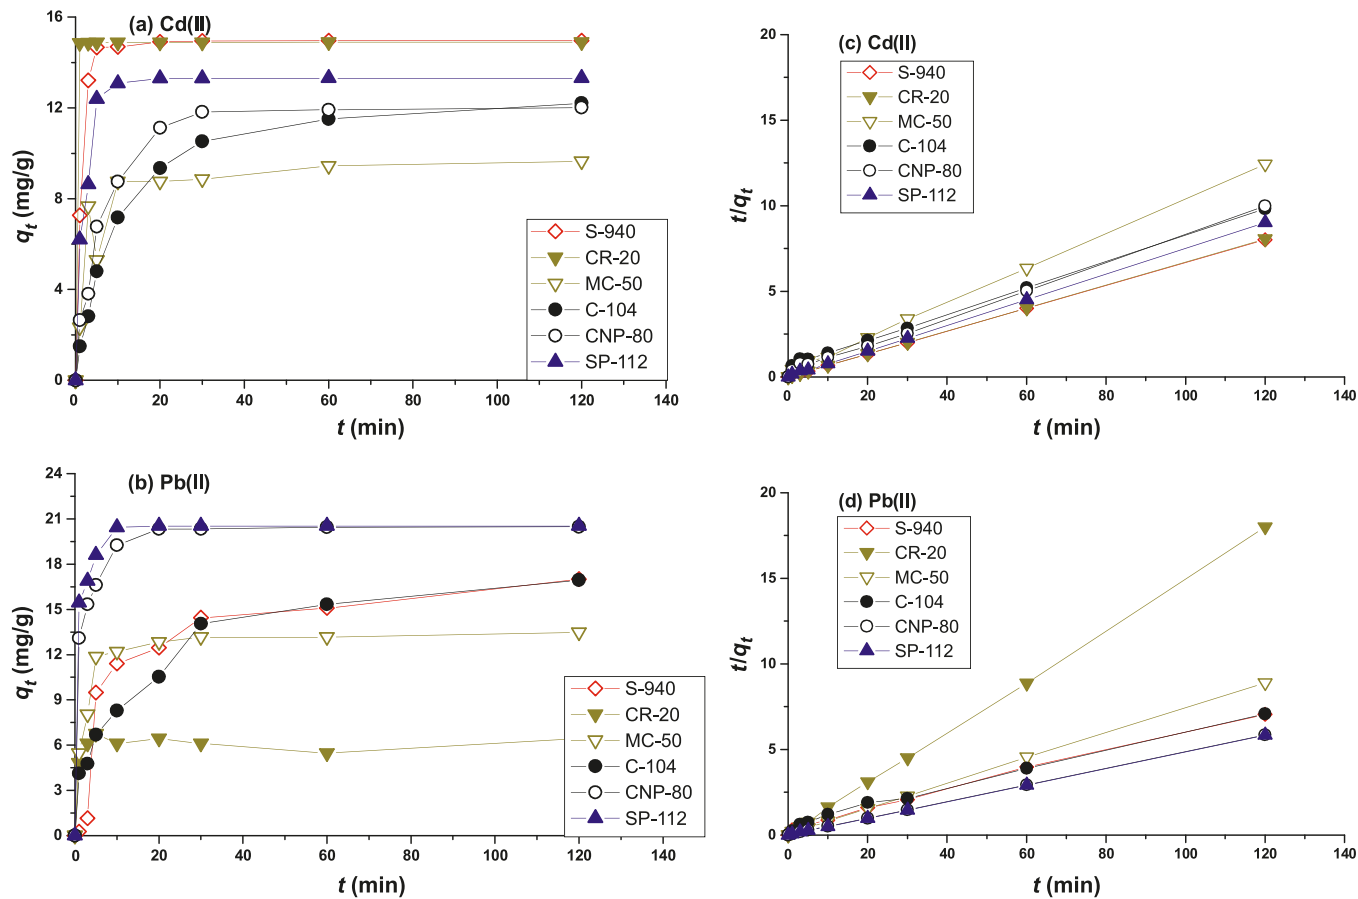 (a) Cd(II)
16
12
8
4
0
q_t (mg/g)
S-940
CR-20
MC-50
C-104
CNP-80
SP-112
0 20 40 60 80 100 120 140
t (min)
(c) Cd(II)
20
15
10
5
0
t/q_t
S-940
CR-20
MC-50
C-104
CNP-80
SP-112
0 20 40 60 80 100 120 140
t (min)
(b) Pb(II)
24
21
18
15
12
9
6
3
0
q_t (mg/g)
S-940
CR-20
MC-50
C-104
CNP-80
SP-112
0 20 40 60 80 100 120 140
t (min)
(d) Pb(II)
20
15
10
5
0
t/q_t
S-940
CR-20
MC-50
C-104
CNP-80
SP-112
0 20 40 60 80 100 120 140
t (min)